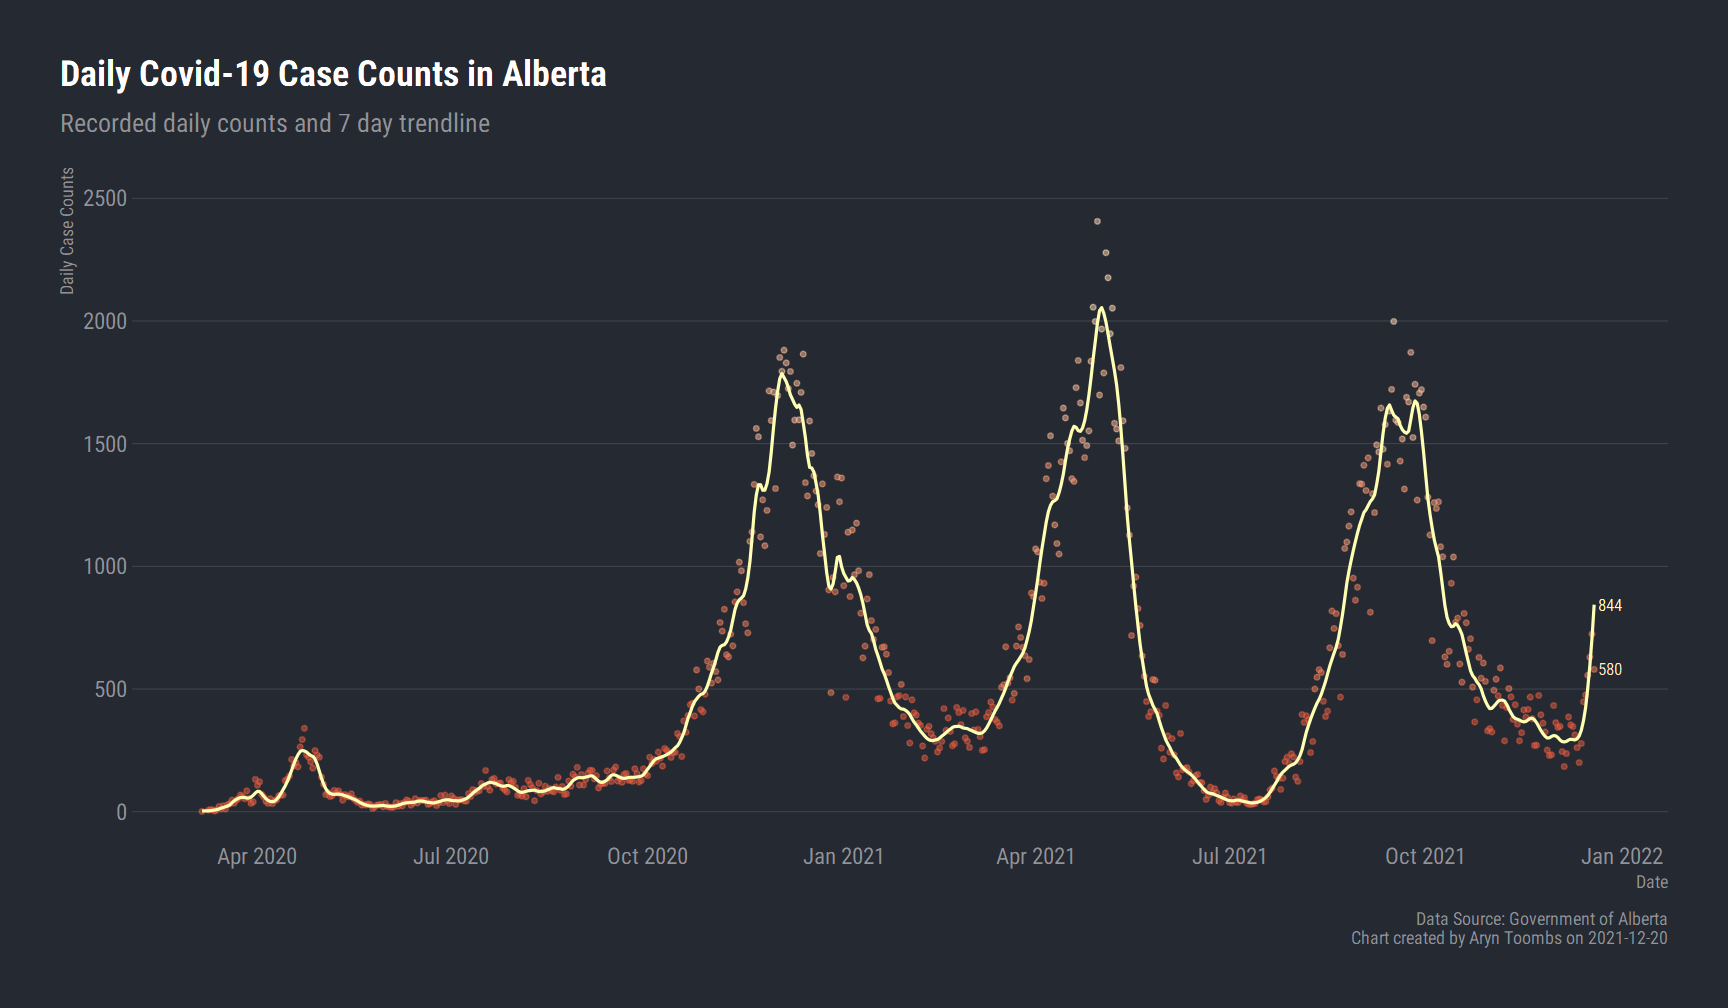 Daily Covid-19 Case Counts in Alberta
Recorded daily counts and 7 day trendline
Daily Case Counts
2500
2000
1500
1000
500
0
844
580
Apr 2020 Jul 2020 Oct 2020 Jan 2021 Apr 2021 Jul 2021 Oct 2021 Jan 2022
Date
Data Source: Government of Alberta
Chart created by Aryn Toombs on 2021-12-20